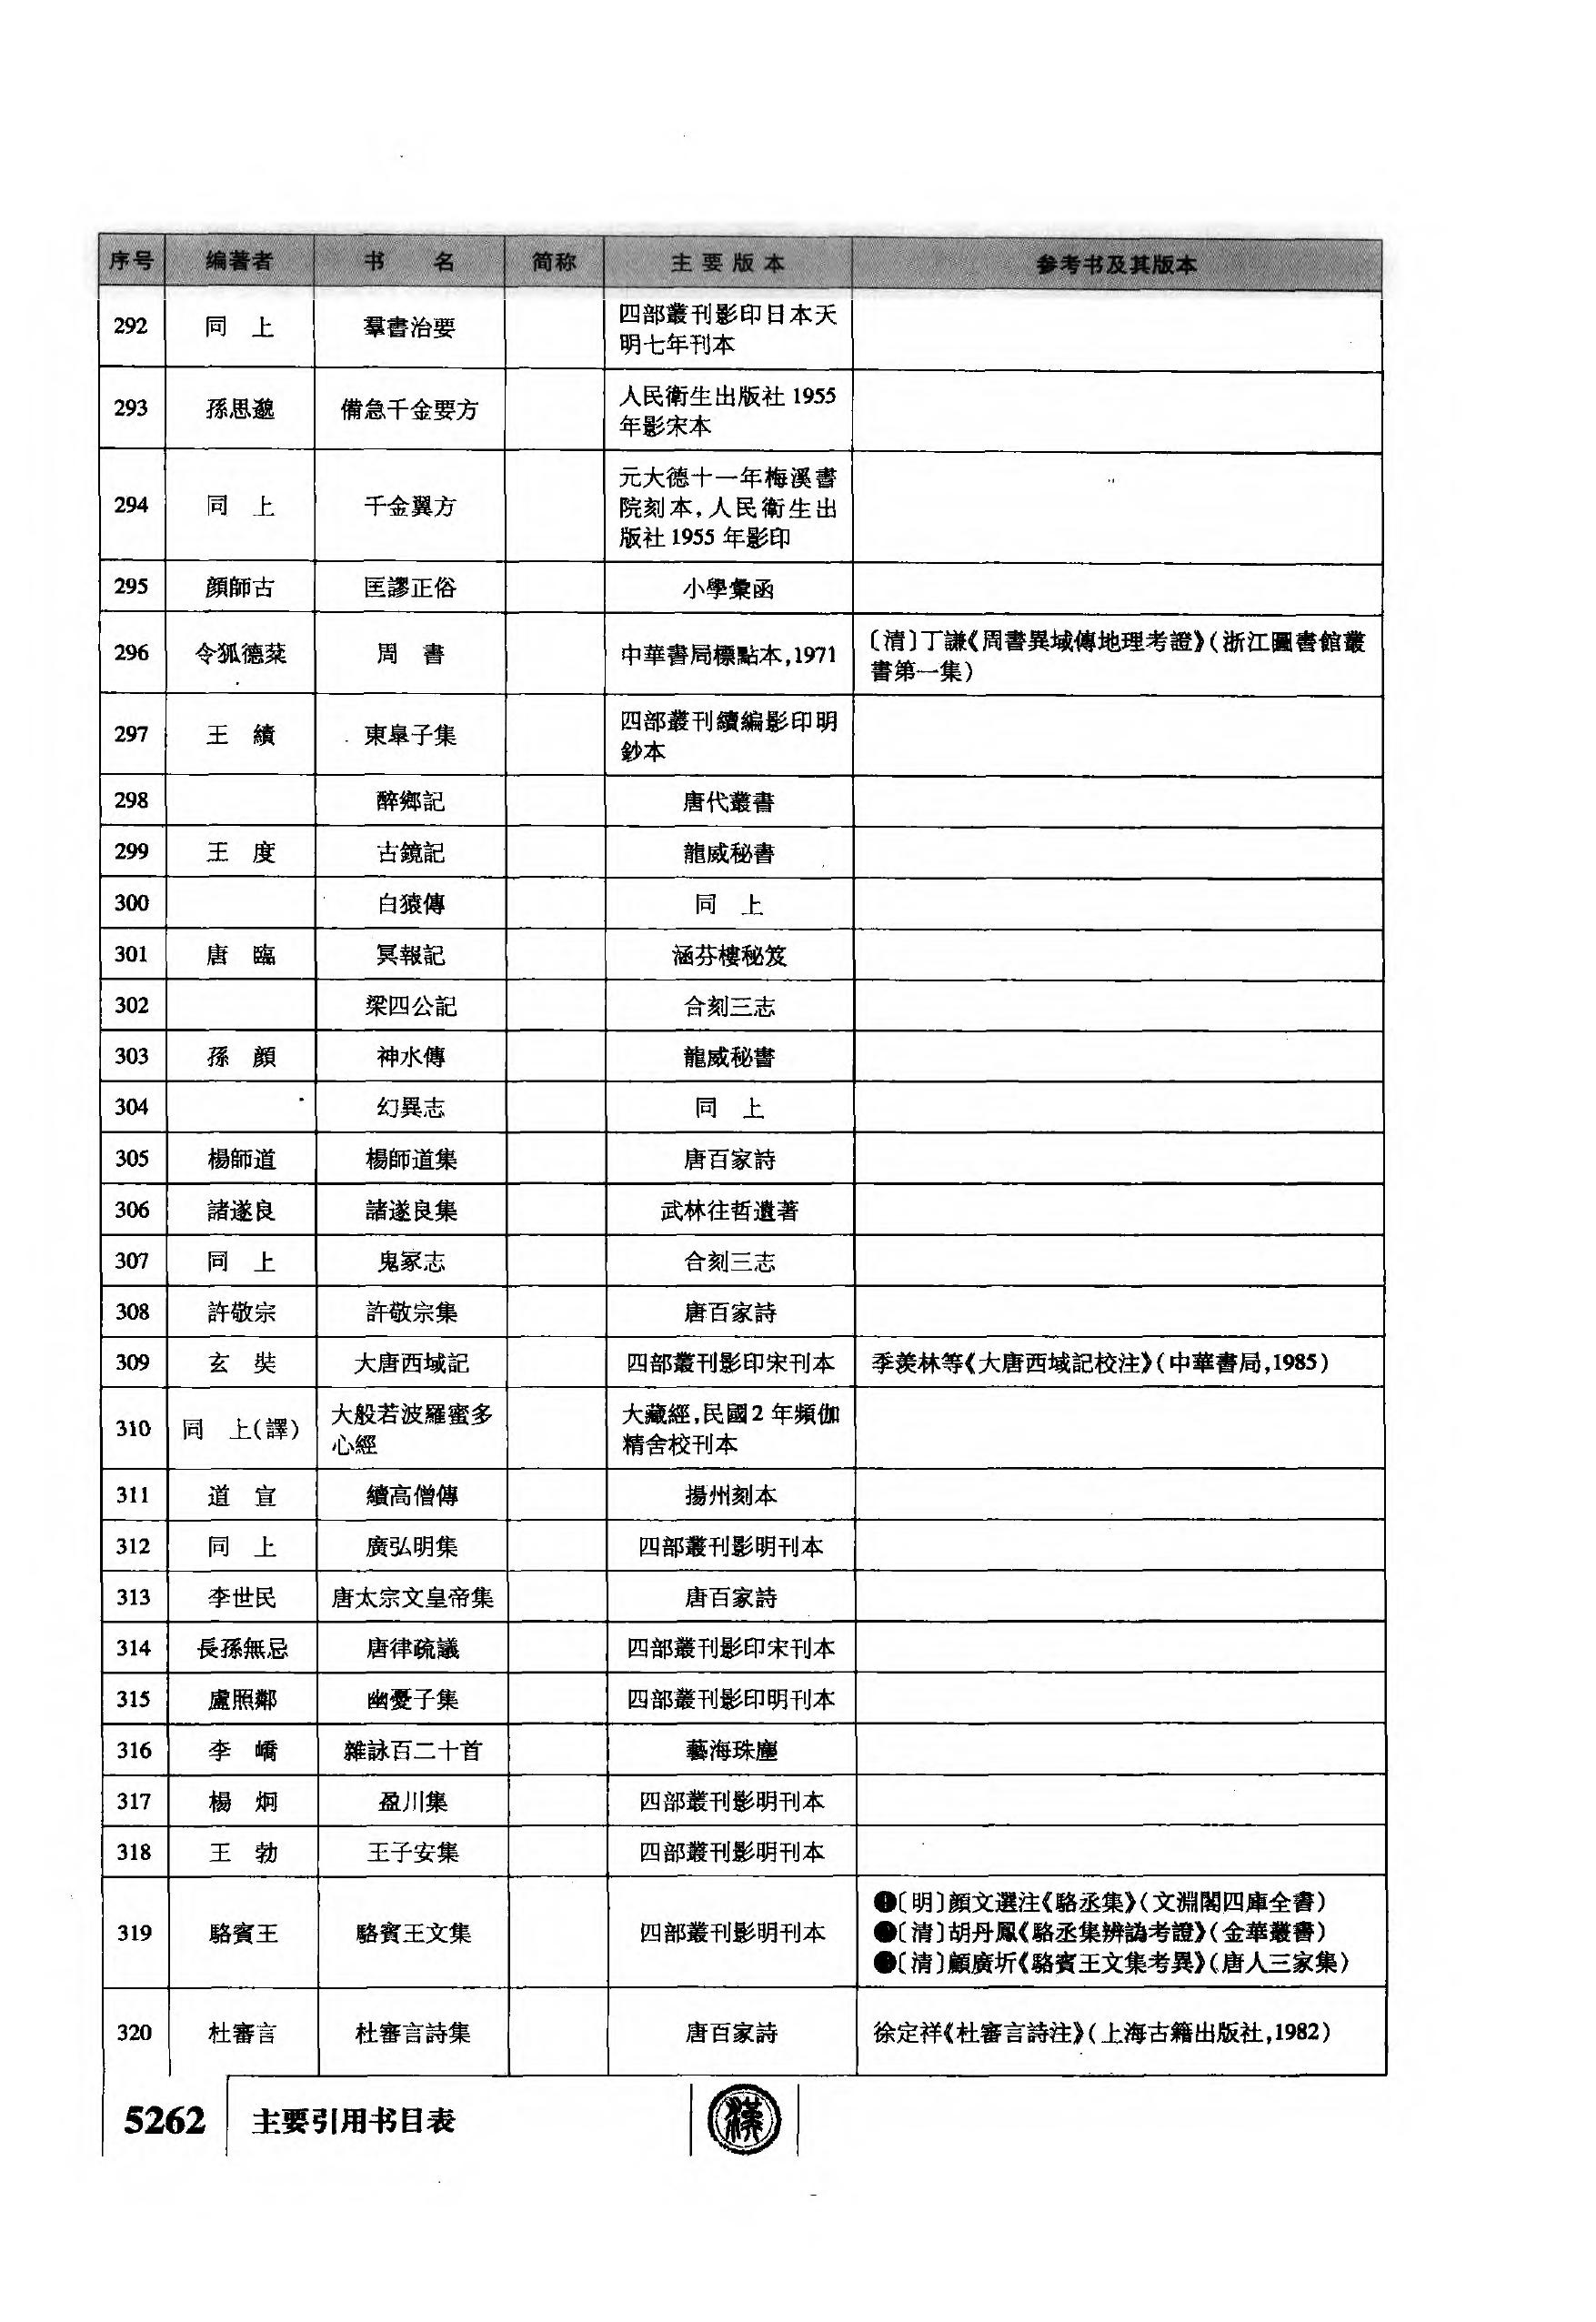 序号 编著者 书 名 简称 主要版本 参考书及其版本
292 同 上 羣書治要 四部叢刊影印日本天
明七年刊本
293 孫思邈 備急千金要方 人民衛生出版社1955
年影宋本
294 同 上 千金翼方 元大德十一年梅溪書
院刻本,人民衛生出
版社1955年影印
295 顔師古 匡謬正俗 小學彙函
296 令狐德棻 周 書 中華書局標點本,1971 〔清〕丁謙《周書異域傳地理考證》(浙江圖書館叢
書第一集)
297 王 績 東皋子集 四部叢刊續編影印明
鈔本
298 醉鄉記 唐代叢書
299 王 度 古鏡記 龍威秘書
300 白猿傳 同 上
301 唐 臨 冥報記 涵芬樓秘笈
302 梁四公記 合刻三志
303 孫 顔 神水傳 龍威秘書
304 幻異志 同 上
305 楊師道 楊師道集 唐百家詩
306 諸遂良 諸遂良集 武林往哲遺著
307 同 上 鬼冢志 合刻三志
308 許敬宗 許敬宗集 唐百家詩
309 玄 奘 大唐西域記 四部叢刊影印宋刊本 季羨林等《大唐西域記校注》(中華書局,1985)
310 同 上(譯) 大般若波羅蜜多
心經 大藏經,民國2年頻伽
精舍校刊本
311 道 宣 續高僧傳 揚州刻本
312 同 上 廣弘明集 四部叢刊影明刊本
313 李世民 唐太宗文皇帝集 唐百家詩
314 長孫無忌 唐律疏議 四部叢刊影印宋刊本
315 盧照鄰 幽憂子集 四部叢刊影印明刊本
316 李 嶠 雜詠百二十首 藝海珠塵
317 楊 炯 盈川集 四部叢刊影明刊本
318 王 勃 王子安集 四部叢刊影明刊本
319 駱賓王 駱賓王文集 四部叢刊影明刊本 ❶〔明〕顔文選注《駱丞集》(文淵閣四庫全書)
❷〔清〕胡丹鳳《駱丞集辨譌考證》(金華叢書)
❸〔清〕顧廣圻《駱賓王文集考異》(唐人三家集)
320 杜審言 杜審言詩集 唐百家詩 徐定祥《杜審言詩注》(上海古籍出版社,1982)
5262 主要引用书目表
漢